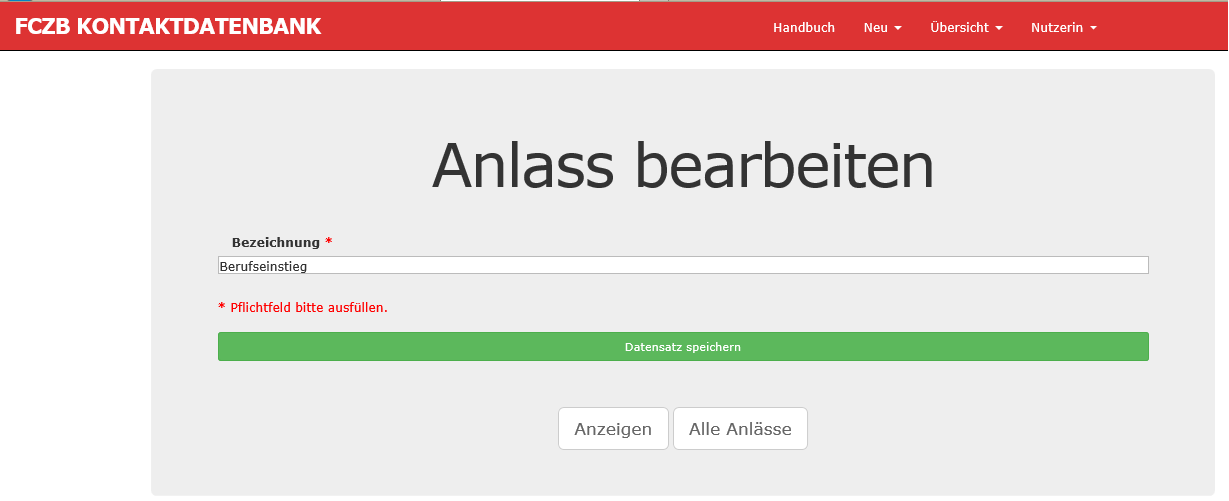 FCZB KONTAKTDATENBANK
Handbuch Neu Übersicht Nutzerin
Anlass bearbeiten
Bezeichnung *
Berufseinstieg
* Pflichtfeld bitte ausfüllen.
Datensatz speichern
Anzeigen Alle Anlässe